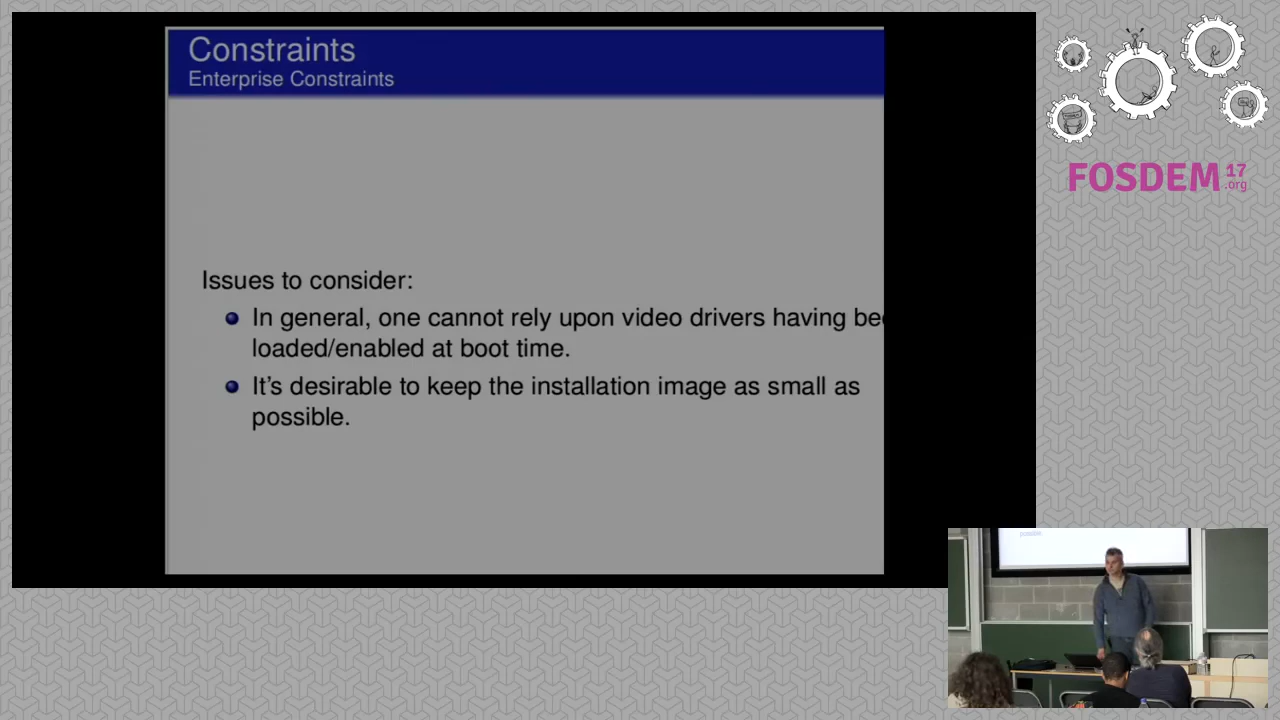 Constraints
Enterprise Constraints
Issues to consider:
In general, one cannot rely upon video drivers having
loaded/enabled at boot time.
It's desirable to keep the installation image as small as
possible.
FOSDEM 17
.org